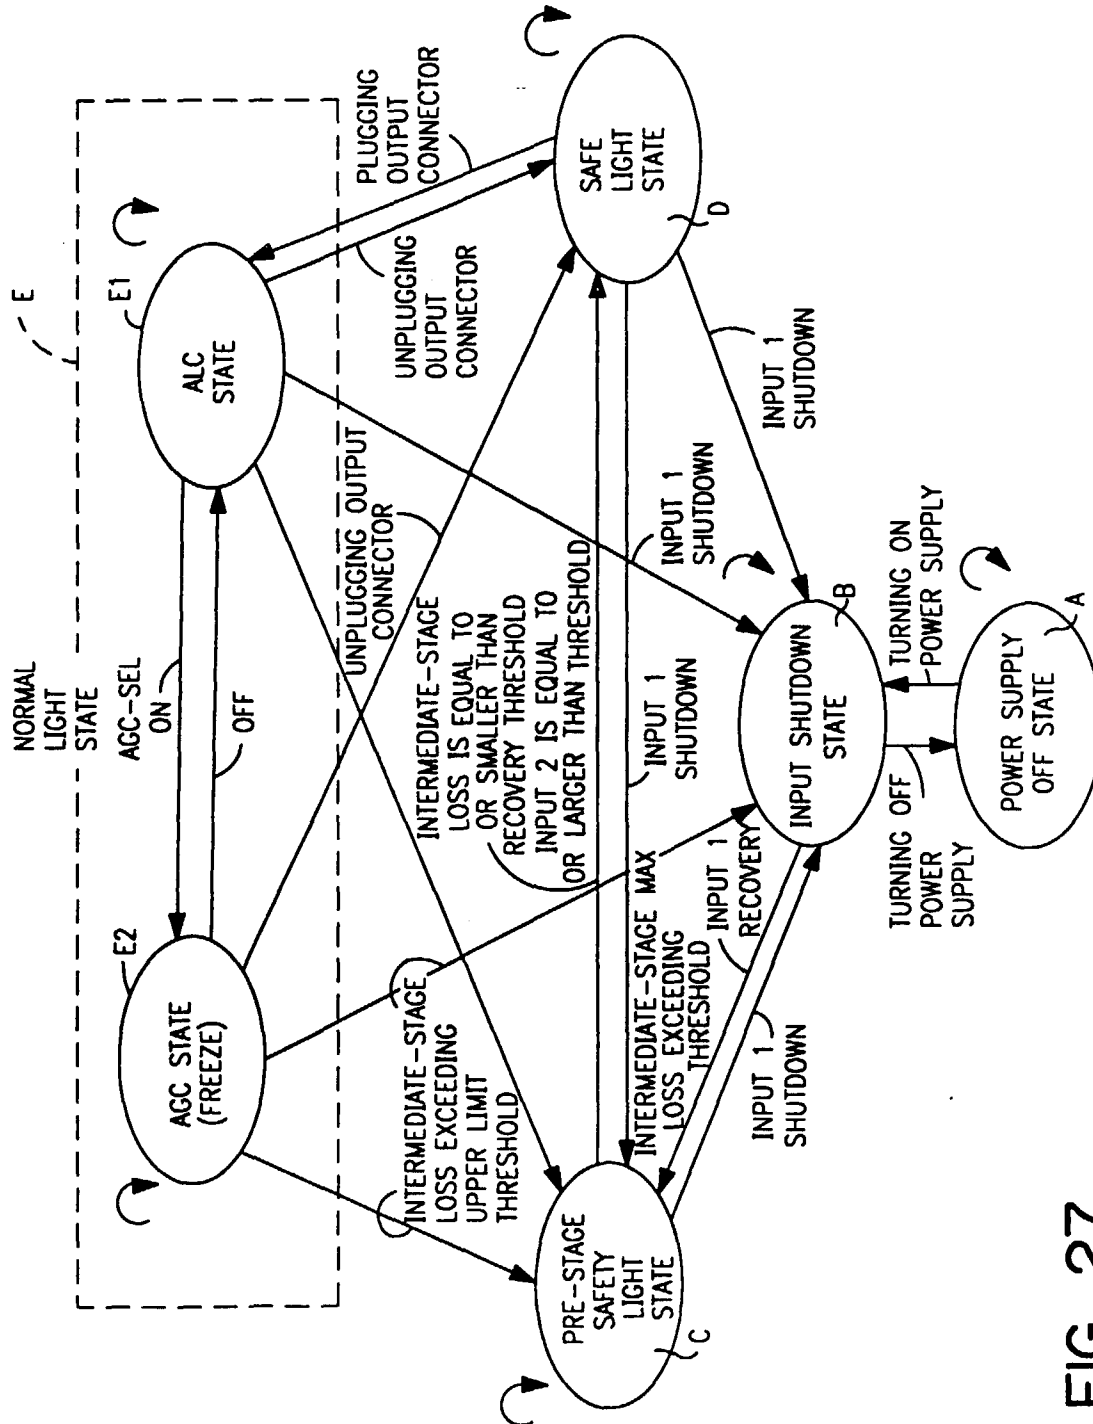 NORMAL
LIGHT
STATE
E
AGC-SEL
ON
OFF
E2
AGC STATE
(FREEZE)
E1
ALC
STATE
PLUGGING
OUTPUT
CONNECTOR
UNPLUGGING
OUTPUT
CONNECTOR
UNPLUGGING OUTPUT
CONNECTOR
INTERMEDIATE-STAGE
LOSS EXCEEDING
UPPER LIMIT
THRESHOLD
INTERMEDIATE-STAGE
LOSS IS EQUAL TO
OR SMALLER THAN
RECOVERY THRESHOLD
INPUT 2 IS EQUAL TO
OR LARGER THAN THRESHOLD
INPUT 1
SHUTDOWN
PRE-STAGE
SAFETY
LIGHT
STATE
C
SAFE
LIGHT
STATE
D
INTERMEDIATE-STAGE MAX
LOSS EXCEEDING
THRESHOLD
INPUT 1
RECOVERY
INPUT 1
SHUTDOWN
INPUT 1
SHUTDOWN
INPUT 1
SHUTDOWN
INPUT SHUTDOWN
STATE
B
TURNING OFF
POWER
SUPPLY
TURNING ON
POWER SUPPLY
POWER SUPPLY
OFF STATE
A
FIG. 27